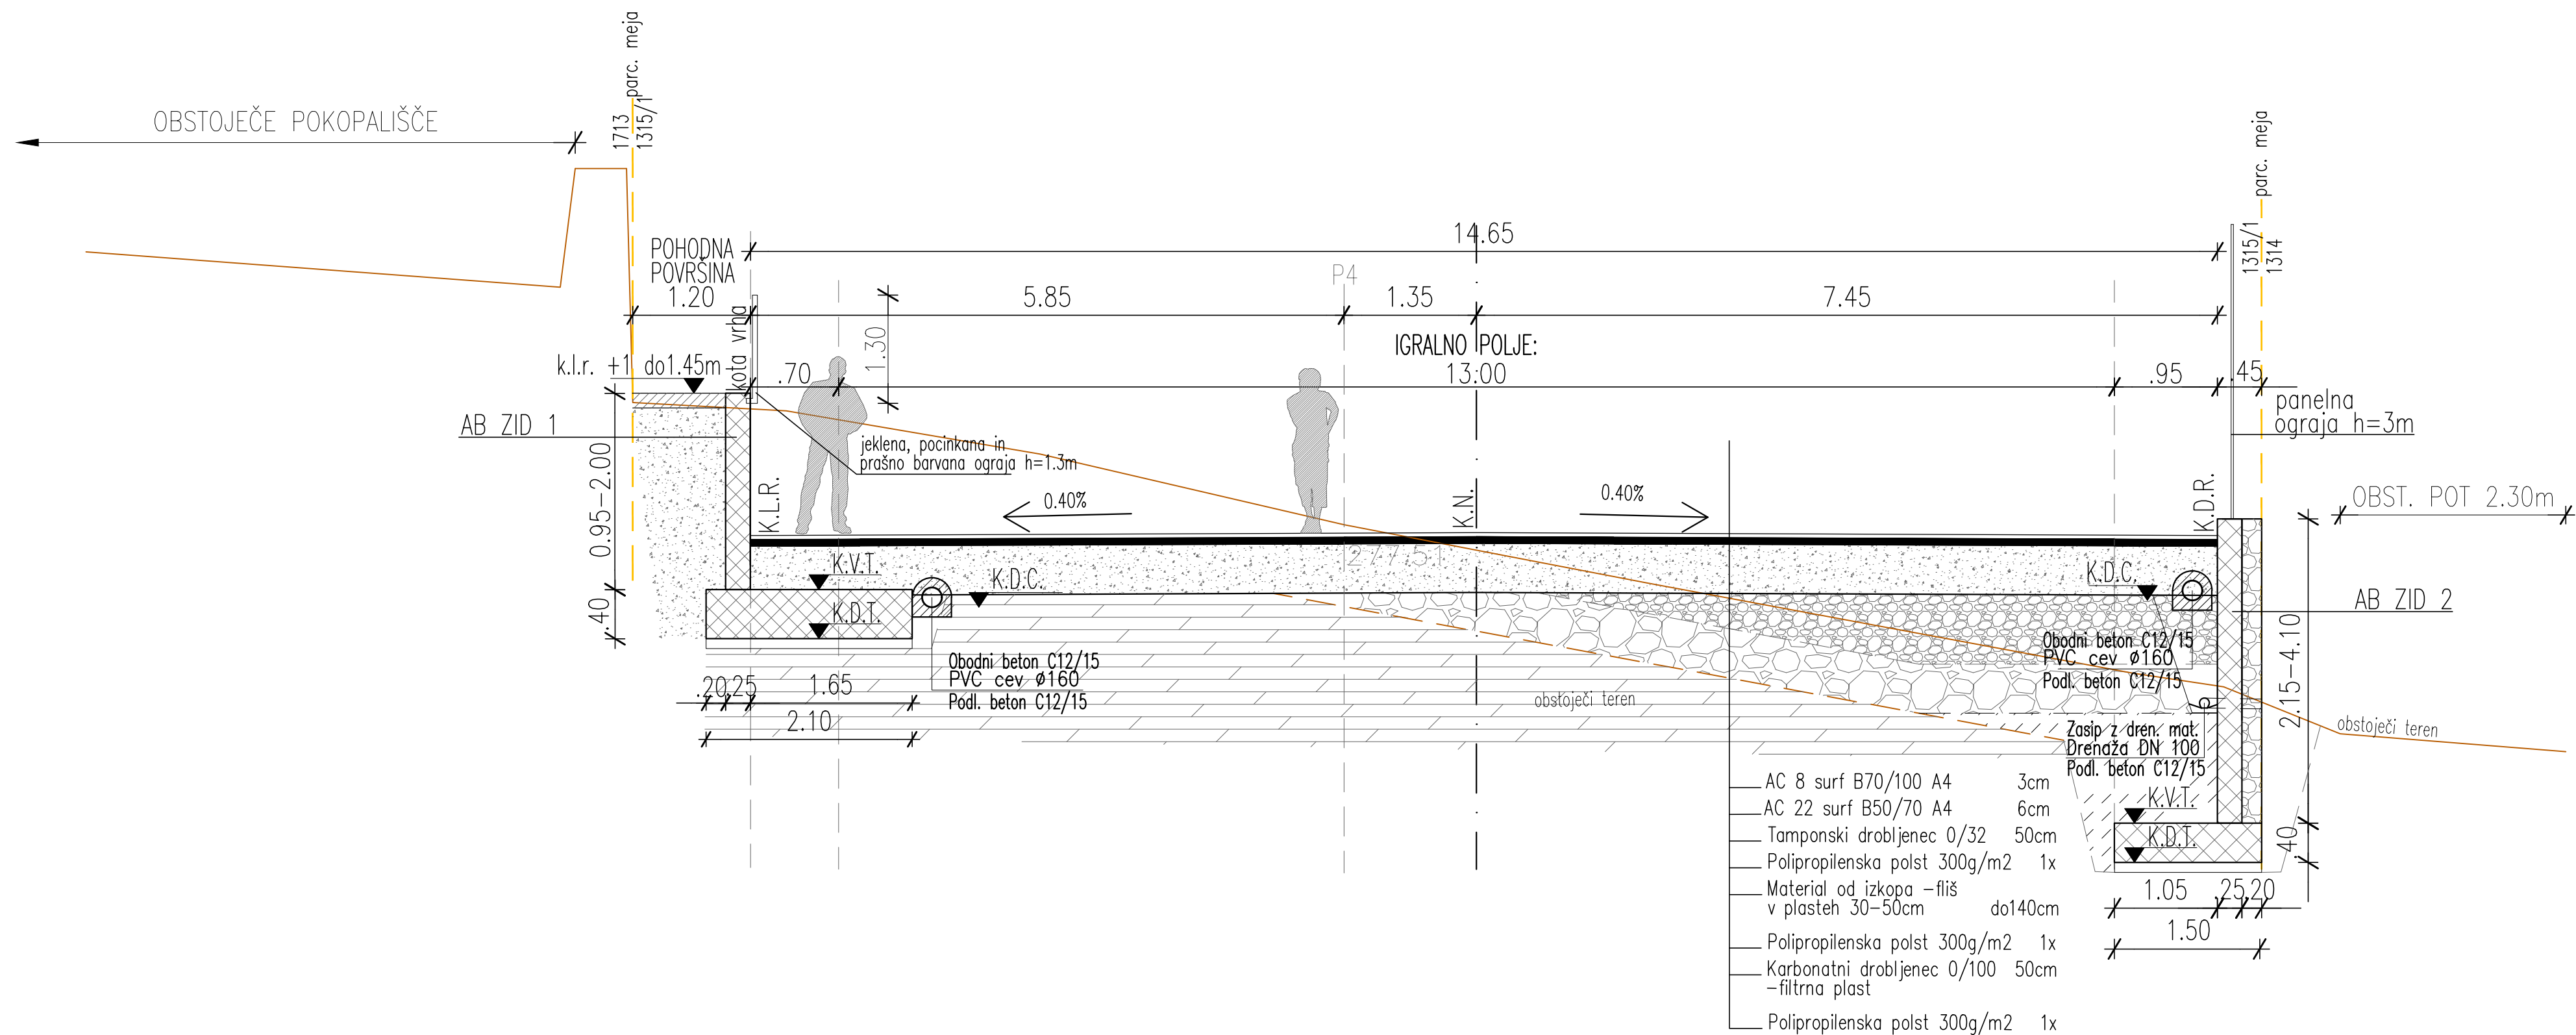 OBSTOJEČE POKOPALIŠČE
1713
1315/1
parc. meja
parc. meja
1315/1
1314
14.65
POHODNA
POVRŠINA
1.20
5.85
P4
1.35
7.45
kota vrha
1.30
IGRALNO POLJE:
13.00
k.l.r. +1 do1.45m
.70
.95
.45
panelna
ograja h=3m
AB ZID 1
jeklena, pocinkana in
prašno barvana ograja h=1.3m
0.95-2.00
K.L.R.
0.40%
K.N.
0.40%
K.D.R.
OBST. POT 2.30m
277.51
K.V.T.
K.D.C.
K.D.C.
K.D.T.
.40
AB ZID 2
2.15-4.10
Obodni beton C12/15
PVC cev ø160
Podl. beton C12/15
Obodni beton C12/15
PVC cev ø160
Podl. beton C12/15
.20
.25
1.65
2.10
obstoječi teren
obstoječi teren
Zasip z dren. mat.
Drenaža DN 100
Podl. beton C12/15
AC 8 surf B70/100 A4 3cm
AC 22 surf B50/70 A4 6cm
Tamponski drobljenec 0/32 50cm
Polipropilenska polst 300g/m2 1x
Material od izkopa -fliš
v plasteh 30-50cm do140cm
Polipropilenska polst 300g/m2 1x
Karbonatni drobljenec 0/100 50cm
-filtrna plast
Polipropilenska polst 300g/m2 1x
K.V.T.
K.D.T.
.40
1.05
.25
.20
1.50